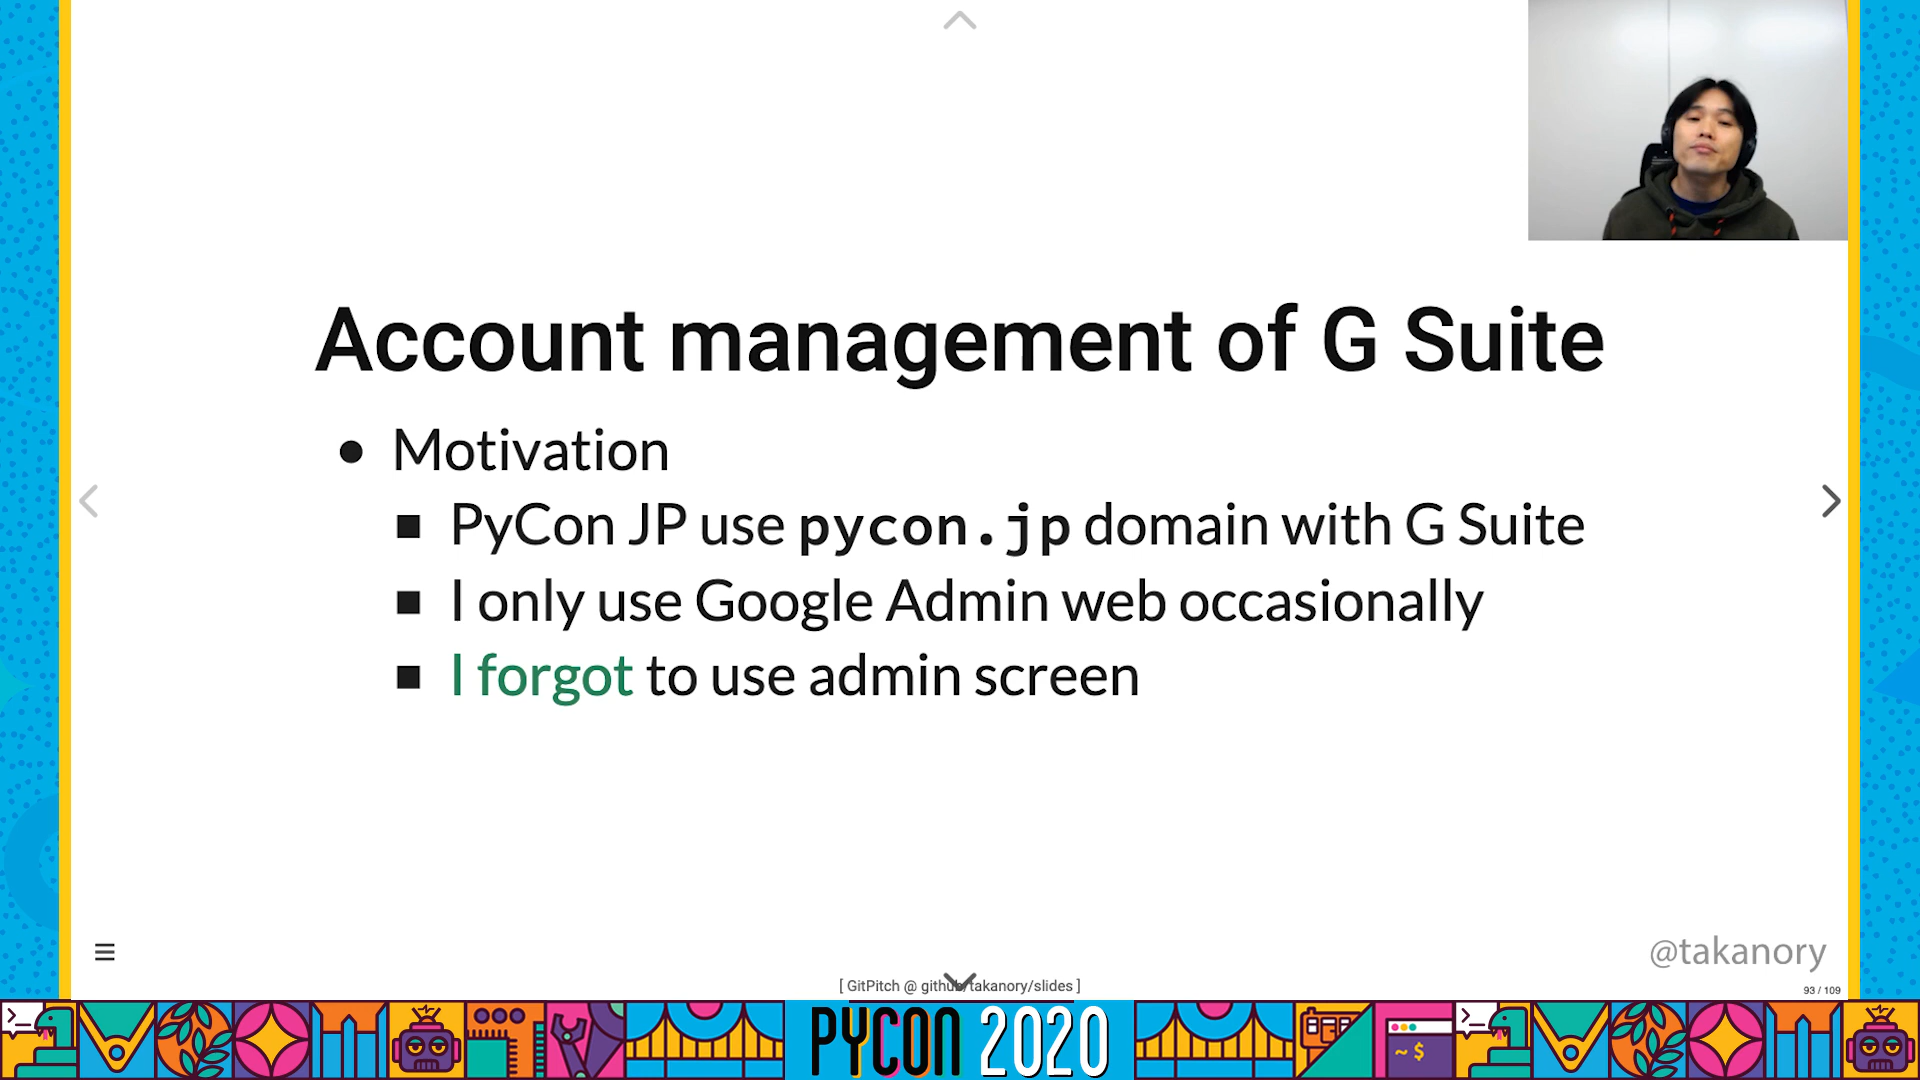 Account management of G Suite
Motivation
PyCon JP use pycon.jp domain with G Suite
I only use Google Admin web occasionally
I forgot to use admin screen
@takanory
[ GitPitch @ github/takanory/slides ]
93 / 109
PYCON 2020
~ $